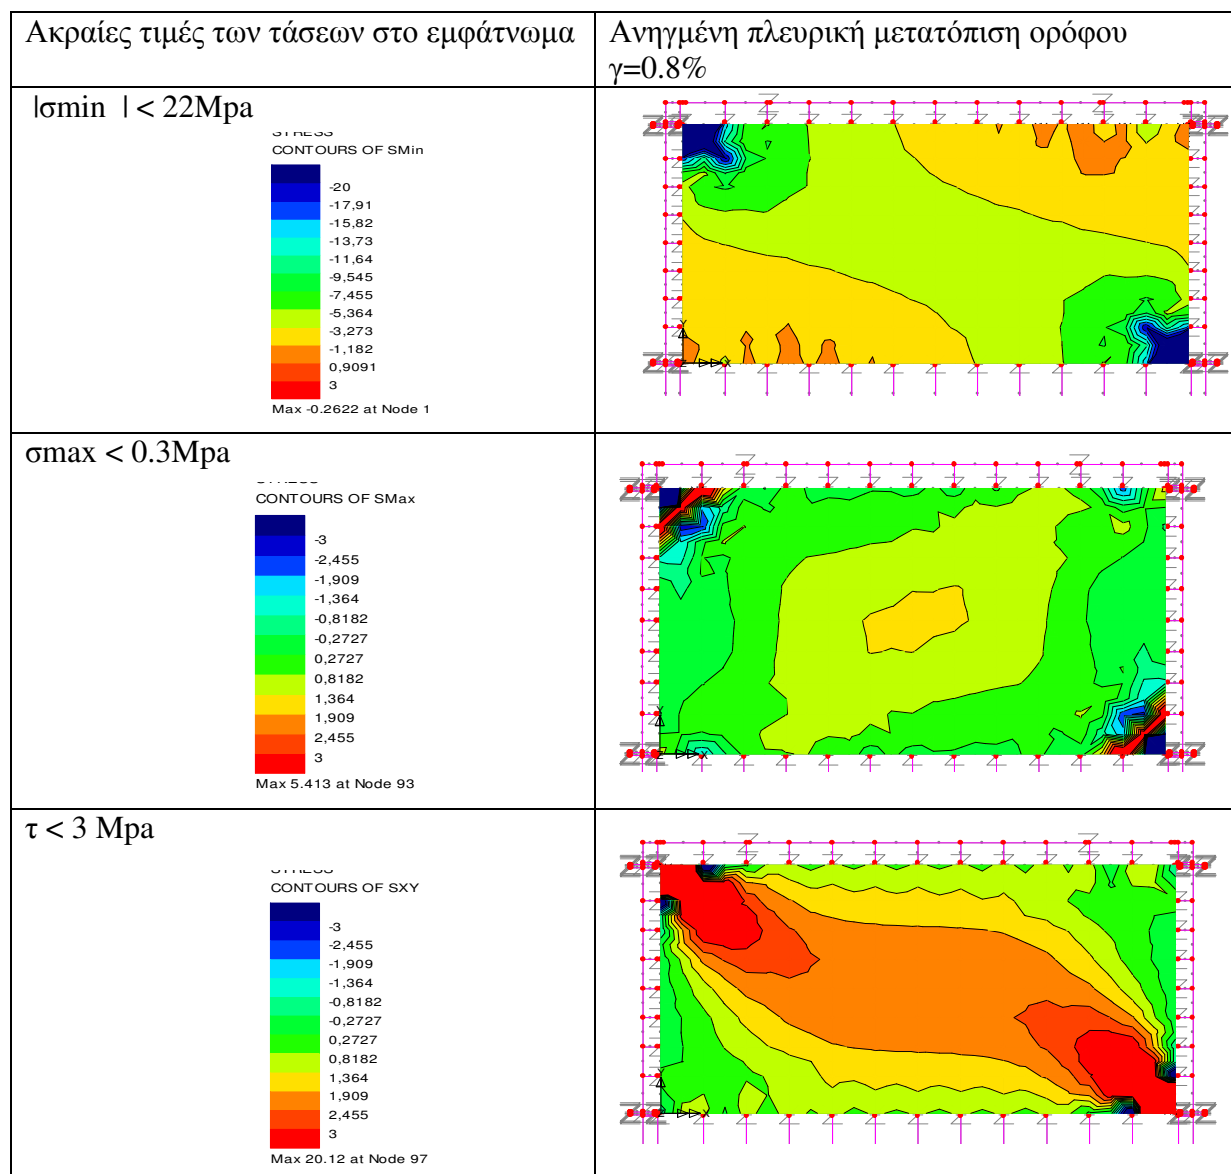 Ακραίες τιμές των τάσεων στο εμφάτνωμα
Ανηγμένη πλευρική μετατόπιση ορόφου
γ=0.8%
|σmin | < 22Mpa
STRESS
CONTOURS OF SMin
-20
-17,91
-15,82
-13,73
-11,64
-9,545
-7,455
-5,364
-3,273
-1,182
0,9091
3
Max -0.2622 at Node 1
Y
Z
X
σmax < 0.3Mpa
STRESS
CONTOURS OF SMax
-3
-2,455
-1,909
-1,364
-0,8182
-0,2727
0,2727
0,8182
1,364
1,909
2,455
3
Max 5.413 at Node 93
Y
Z
X
τ < 3 Mpa
STRESS
CONTOURS OF SXY
-3
-2,455
-1,909
-1,364
-0,8182
-0,2727
0,2727
0,8182
1,364
1,909
2,455
3
Max 20.12 at Node 97
Y
Z
X